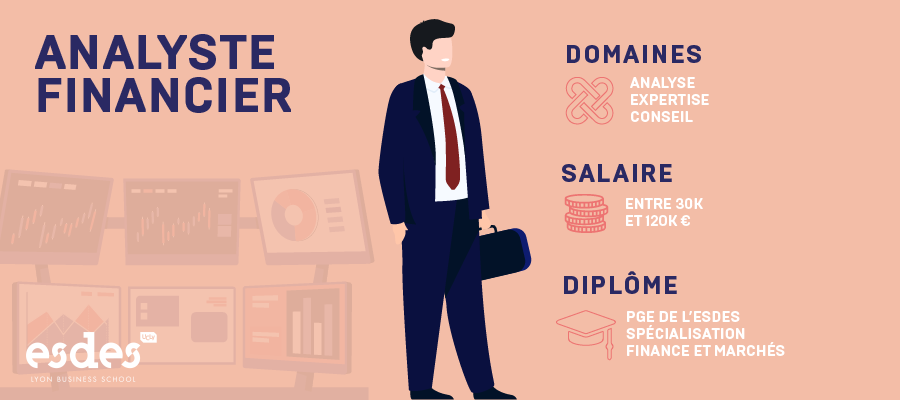 ANALYSTE
FINANCIER
DOMAINES
ANALYSE
EXPERTISE
CONSEIL
SALAIRE
ENTRE 30K
ET 120K €
DIPLÔME
PGE DE L'ESDES
SPÉCIALISATION
FINANCE ET MARCHÉS
esdes
LYON BUSINESS SCHOOL